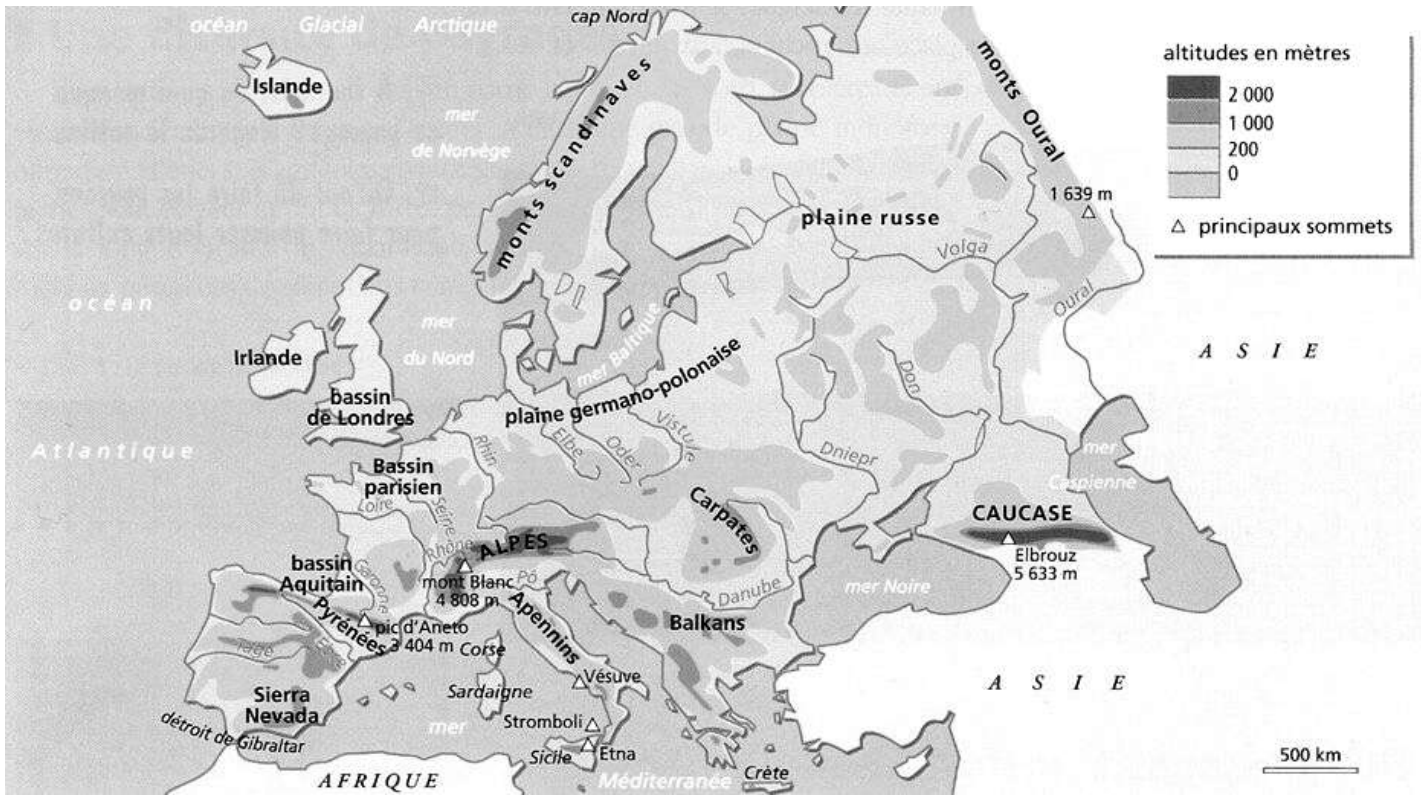 océan Glacial Arctique
cap Nord
Islande
mer
de Norvège
monts scandinaves
monts Oural
altitudes en mètres
2 000
1 000
200
0
principaux sommets
1 639 m
plaine russe
Volga
Oural
océan
Atlantique
mer
du Nord
mer Baltique
Irlande
bassin
de Londres
plaine germano-polonaise
Don
ASIE
Rhin
Elbe
Oder
Vistule
Dniepr
mer
Caspienne
Bassin
parisien
Loire
Seine
Carpates
CAUCASE
Elbrouz
5 633 m
Rhône
ALPES
mont Blanc
4 808 m
Pô
Danube
mer Noire
bassin
Aquitain
Garonne
Pyrénées
pic d'Aneto
3 404 m
Corse
Apennins
Balkans
Tage
Ebre
Sierra
Nevada
Sardaigne
Vésuve
Stromboli
Sicile
Etna
ASIE
détroit de Gibraltar
mer
Méditerranée
Crète
AFRIQUE
500 km